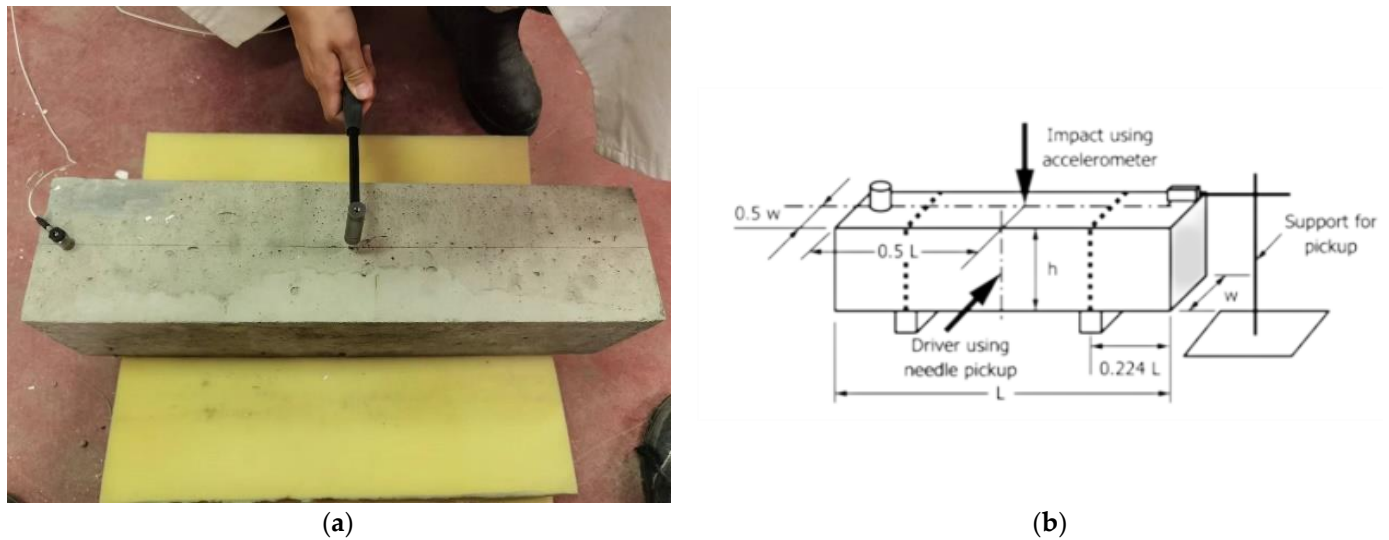 Impact using
accelerometer
0.5 w
0.5 L
h
Support for
pickup
w
Driver using
needle pickup
0.224 L
L
(a)
(b)